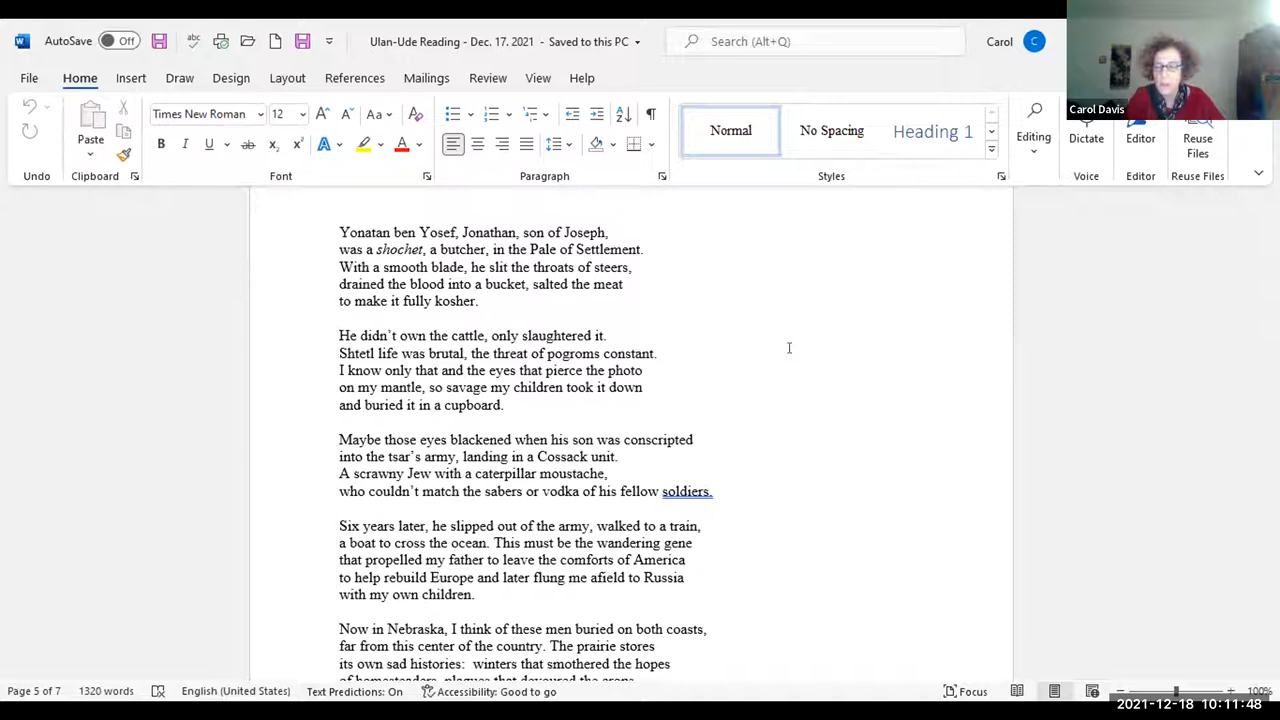 AutoSave Off
Ulan-Ude Reading - Dec. 17. 2021 - Saved to this PC
Search (Alt+Q)
Carol C
Carol Davis
File Home Insert Draw Design Layout References Mailings Review View Help
Times New Roman 12
Paste
Normal
No Spacing
Heading 1
Editing
Dictate
Editor
Reuse Files
Undo Clipboard Font Paragraph Styles Voice Editor Reuse Files
Yonatan ben Yosef, Jonathan, son of Joseph,
was a shochet, a butcher, in the Pale of Settlement.
With a smooth blade, he slit the throats of steers,
drained the blood into a bucket, salted the meat
to make it fully kosher.
He didn't own the cattle, only slaughtered it.
Shtetl life was brutal, the threat of pogroms constant.
I know only that and the eyes that pierce the photo
on my mantle, so savage my children took it down
and buried it in a cupboard.
Maybe those eyes blackened when his son was conscripted
into the tsar's army, landing in a Cossack unit.
A scrawny Jew with a caterpillar moustache,
who couldn't match the sabers or vodka of his fellow soldiers.
Six years later, he slipped out of the army, walked to a train,
a boat to cross the ocean. This must be the wandering gene
that propelled my father to leave the comforts of America
to help rebuild Europe and later flung me afield to Russia
with my own children.
Now in Nebraska, I think of these men buried on both coasts,
far from this center of the country. The prairie stores
its own sad histories:  winters that smothered the hopes
of homesteaders, plagues that devoured the crops
Page 5 of 7 1320 words English (United States) Text Predictions: On Accessibility: Good to go Focus 100%
2021-12-18 10:11:48